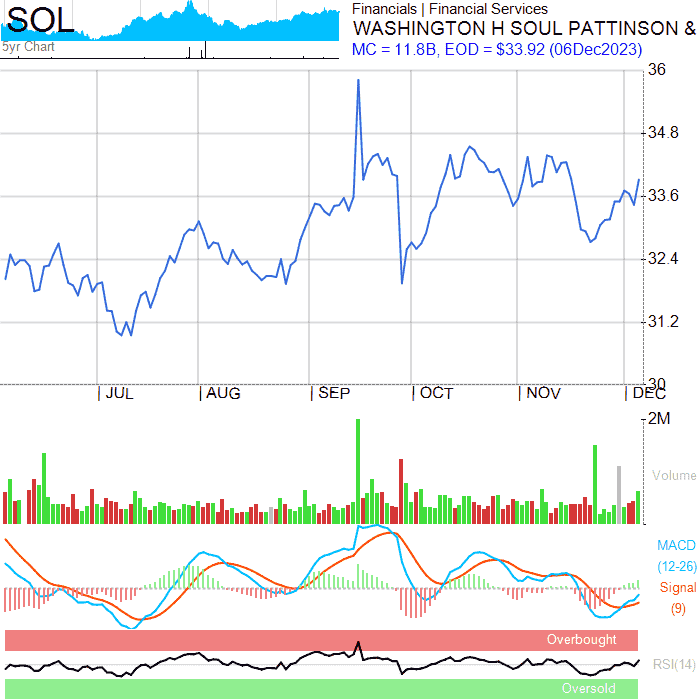 SOL
5yr Chart
Financials | Financial Services
WASHINGTON H SOUL PATTINSON &
MC = 11.8B, EOD = $33.92 (06Dec2023)
36
34.8
33.6
32.4
31.2
30
JUL
AUG
SEP
OCT
NOV
DEC
2M
Volume
MACD
(12-26)
Signal
(9)
Overbought
RSI(14)
Oversold